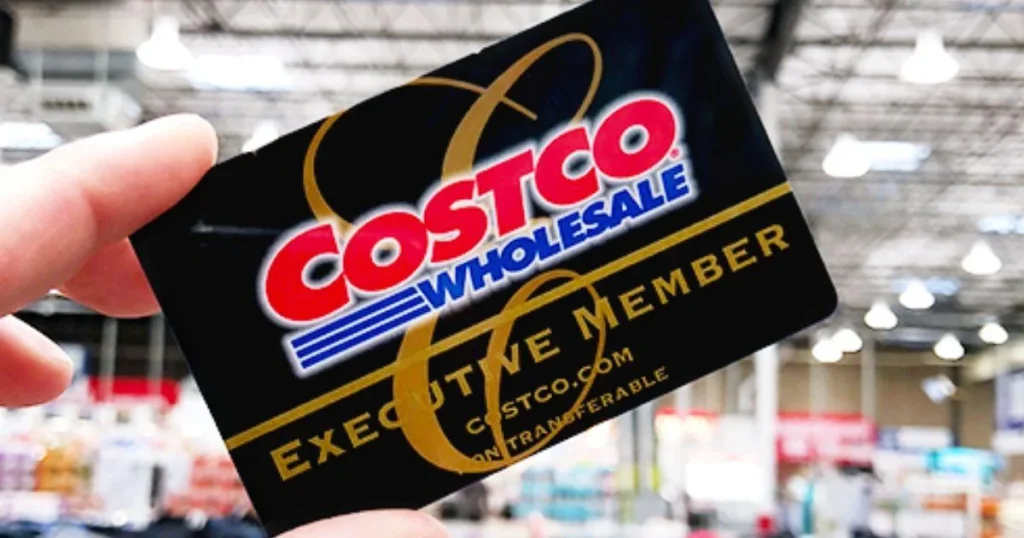 COSTCO®
WHOLESALE
EXECUTIVE MEMBER
COSTCO.COM
NONTRANSFERABLE